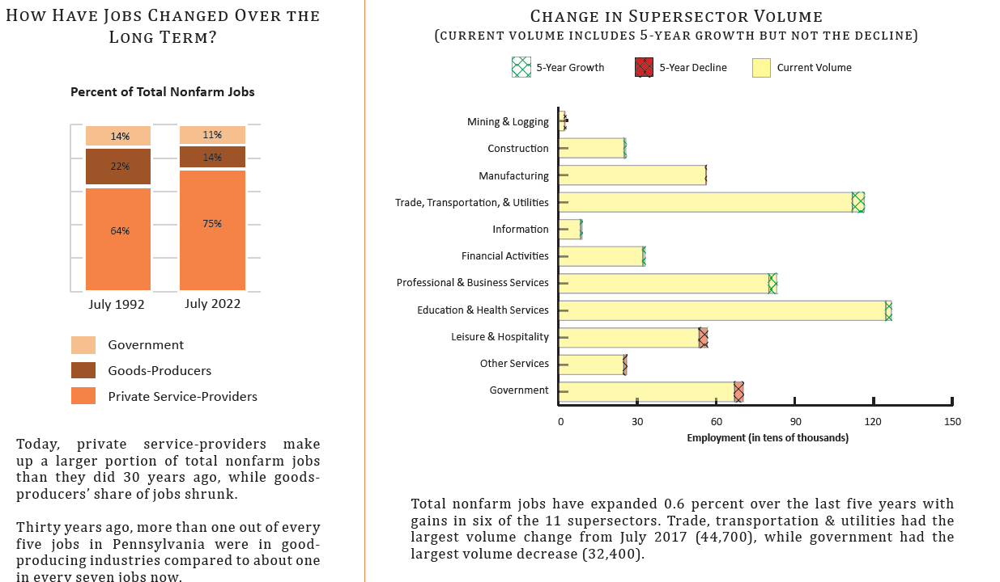 HOW HAVE JOBS CHANGED OVER THE
LONG TERM?
Percent of Total Nonfarm Jobs
14%
22%
64%
11%
14%
75%
July 1992
July 2022
Government
Goods-Producers
Private Service-Providers
Today, private service-providers make
up a larger portion of total nonfarm jobs
than they did 30 years ago, while goods-
producers' share of jobs shrunk.
Thirty years ago, more than one out of every
five jobs in Pennsylvania were in good-
producing industries compared to about one
in every seven jobs now.
CHANGE IN SUPERSECTOR VOLUME
(CURRENT VOLUME INCLUDES 5-YEAR GROWTH BUT NOT THE DECLINE)
5-Year Growth
5-Year Decline
Current Volume
Mining & Logging
Construction
Manufacturing
Trade, Transportation, & Utilities
Information
Financial Activities
Professional & Business Services
Education & Health Services
Leisure & Hospitality
Other Services
Government
0 30 60 90 120 150
Employment (in tens of thousands)
Total nonfarm jobs have expanded 0.6 percent over the last five years with
gains in six of the 11 supersectors. Trade, transportation & utilities had the
largest volume change from July 2017 (44,700), while government had the
largest volume decrease (32,400).